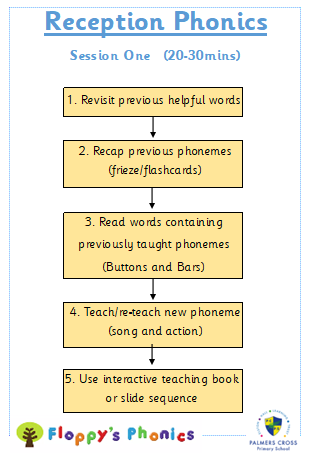 Reception Phonics
Session One (20-30mins)
1. Revisit previous helpful words
2. Recap previous phonemes
(frieze/flashcards)
3. Read words containing
previously taught phonemes
(Buttons and Bars)
4. Teach/re-teach new phoneme
(song and action)
5. Use interactive teaching book
or slide sequence
Floppy's Phonics
PALMERS CROSS
Primary School